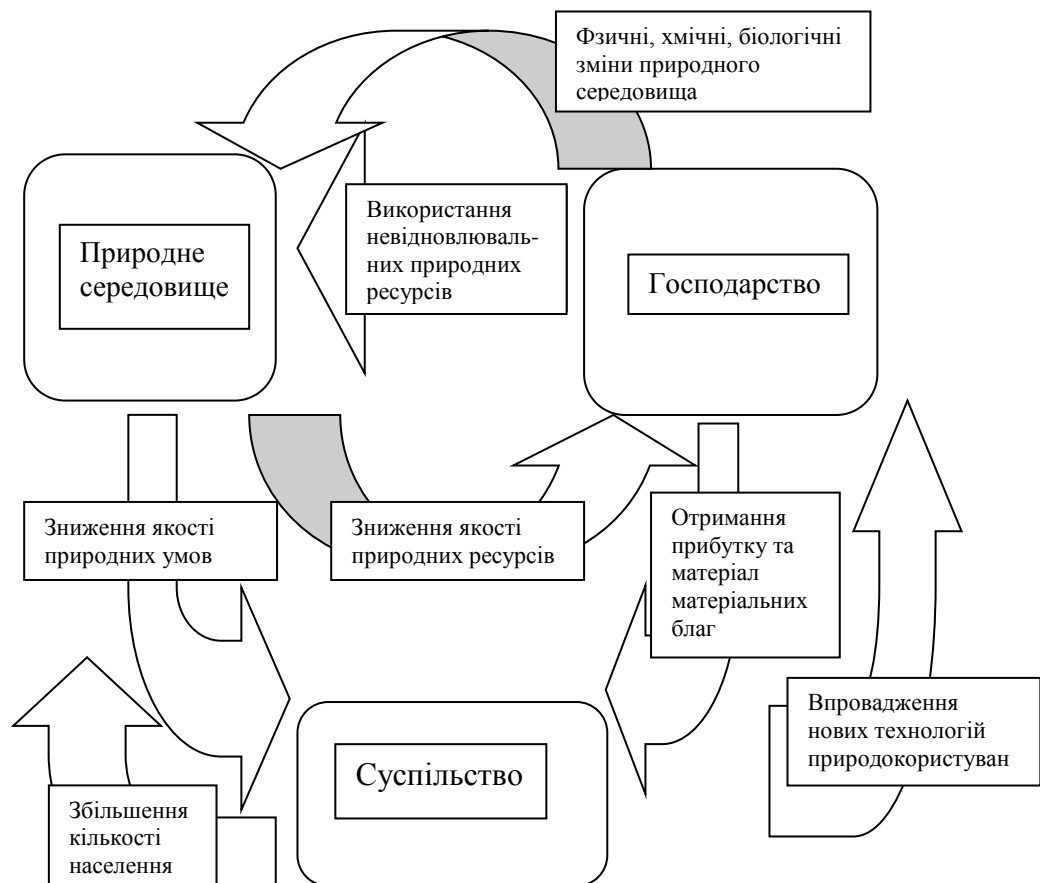 Фзичні, хмічні, біологічні
зміни природного
середовища
Природне
середовище
Використання
невідновлюваль-
них природних
ресурсів
Господарство
Зниження якості
природних умов
Зниження якості
природних ресурсів
Отримання
прибутку та
матеріал
матеріальних
благ
Впровадження
нових технологій
природокористуван
Суспільство
Збільшення
кількості
населення